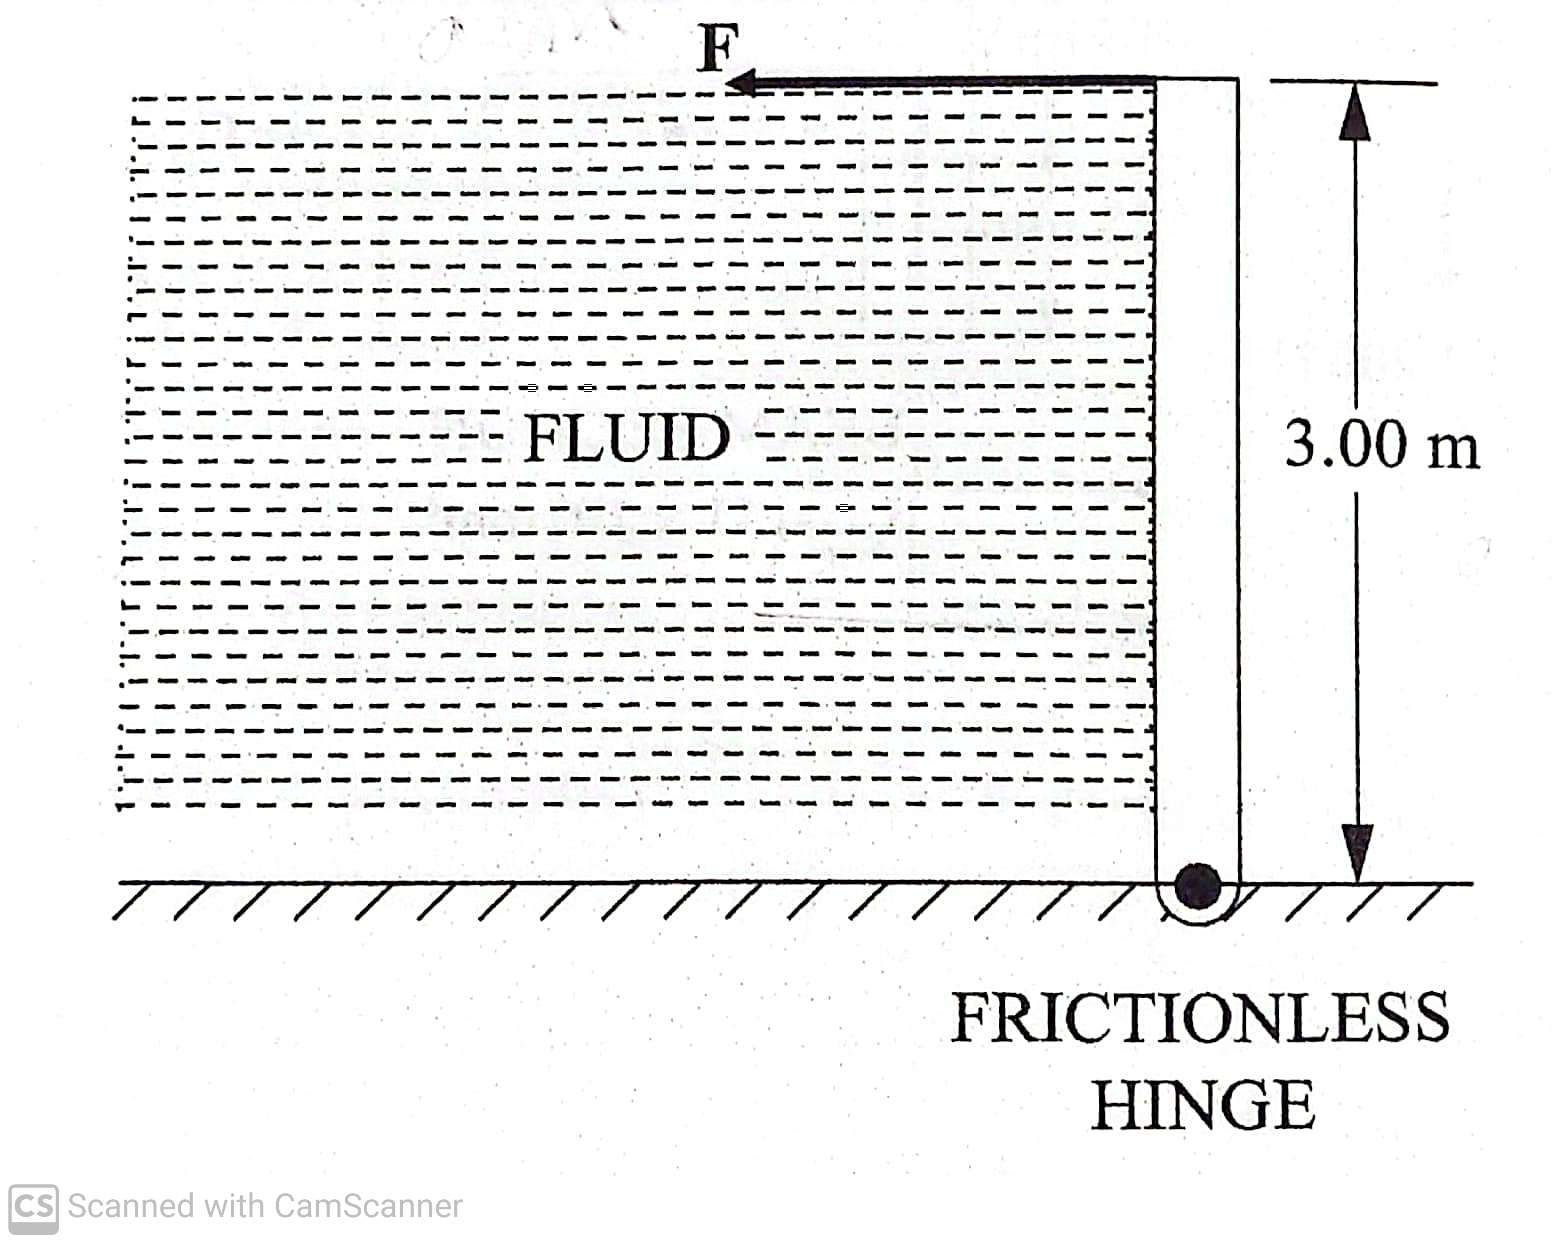 F
FLUID
3.00 m
FRICTIONLESS
HINGE
CS Scanned with CamScanner